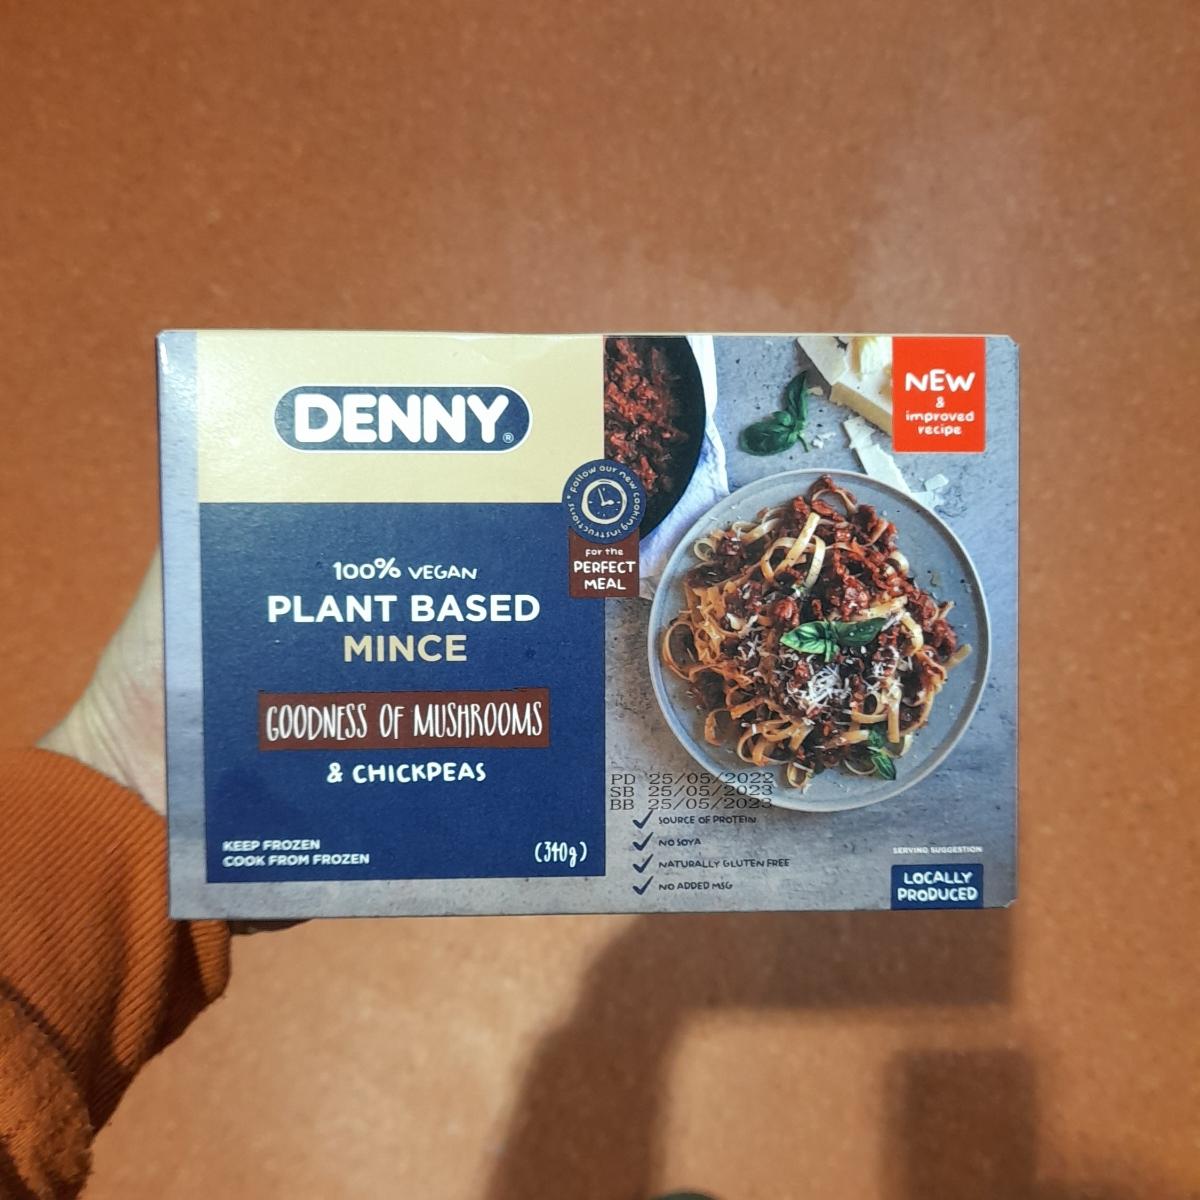 DENNY®
NEW
&
improved
recipe
follow our new cooking instructions
for the
PERFECT
MEAL
100% VEGAN
PLANT BASED
MINCE
GOODNESS OF MUSHROOMS
& CHICKPEAS
KEEP FROZEN
COOK FROM FROZEN
(340g)
PD 25/05/2022
SB 25/05/2023
BB 25/05/2023
SOURCE OF PROTEIN
NO SOYA
NATURALLY GLUTEN FREE
NO ADDED MSG
SERVING SUGGESTION
LOCALLY
PRODUCED